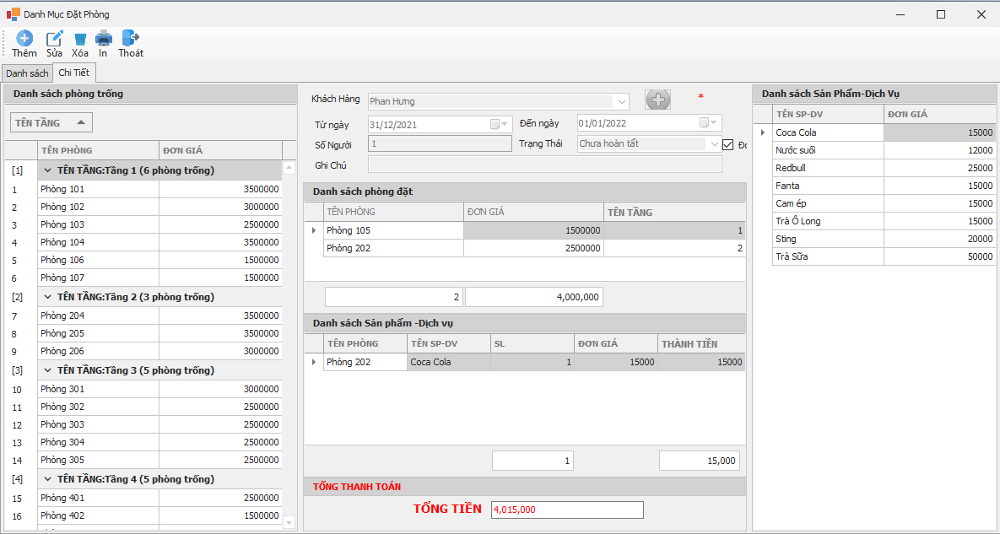 Danh Mục Đặt Phòng
Thêm Sửa Xóa In Thoát
Danh sách Chi Tiết
Danh sách phòng trống
TÊN TẦNG
TÊN PHÒNG ĐƠN GIÁ
[1] TÊN TẦNG:Tầng 1 (6 phòng trống)
1 Phòng 101 3500000
2 Phòng 102 3000000
3 Phòng 103 2500000
4 Phòng 104 3500000
5 Phòng 106 1500000
6 Phòng 107 1500000
[2] TÊN TẦNG:Tầng 2 (3 phòng trống)
7 Phòng 204 3500000
8 Phòng 205 3500000
9 Phòng 206 3000000
[3] TÊN TẦNG:Tầng 3 (5 phòng trống)
10 Phòng 301 3000000
11 Phòng 302 2500000
12 Phòng 303 2500000
13 Phòng 304 2500000
14 Phòng 305 2500000
[4] TÊN TẦNG:Tầng 4 (5 phòng trống)
15 Phòng 401 2500000
16 Phòng 402 1500000
Khách Hàng Phan Hưng *
Từ ngày 31/12/2021 Đến ngày 01/01/2022
Số Người 1 Trạng Thái Chưa hoàn tất
Ghi Chú
Danh sách phòng đặt
TÊN PHÒNG ĐƠN GIÁ TÊN TẦNG
Phòng 105 1500000 1
Phòng 202 2500000 2
2 4,000,000
Danh sách Sản phẩm -Dịch vụ
TÊN PHÒNG TÊN SP-DV SL ĐƠN GIÁ THÀNH TIỀN
Phòng 202 Coca Cola 1 15000 15000
1 15,000
TỔNG THANH TOÁN
TỔNG TIỀN 4,015,000
Danh sách Sản Phẩm-Dịch Vụ
TÊN SP-DV ĐƠN GIÁ
Coca Cola 15000
Nước suối 12000
Redbull 25000
Fanta 15000
Cam ép 15000
Trà Ô Long 15000
Sting 20000
Trà Sữa 50000